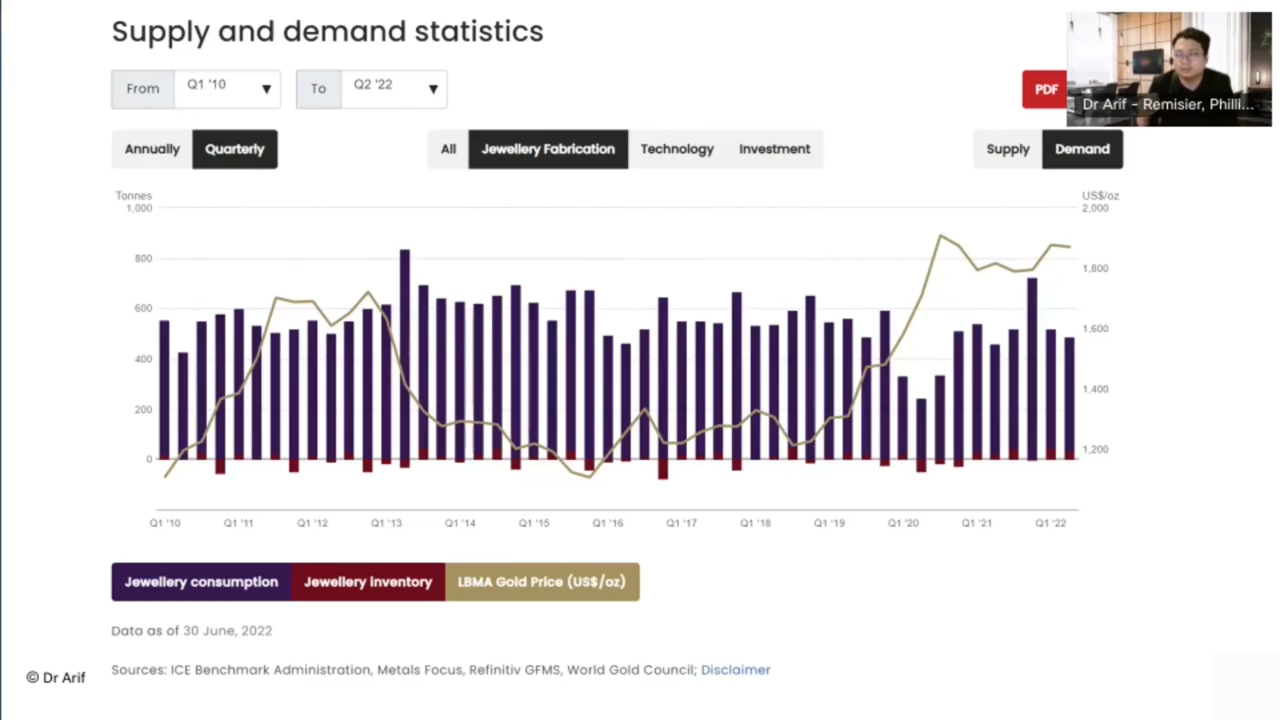 Supply and demand statistics
From Q1 '10 ▼ To Q2 '22 ▼
PDF
Dr Arif - Remisier, Philli...
Annually Quarterly
All Jewellery Fabrication Technology Investment
Supply Demand
Tonnes
US$/oz
1,000
2,000
800
1,800
600
1,600
400
1,400
200
1,200
0
Q1 '10 Q1 '11 Q1 '12 Q1 '13 Q1 '14 Q1 '15 Q1 '16 Q1 '17 Q1 '18 Q1 '19 Q1 '20 Q1 '21 Q1 '22
Jewellery consumption Jewellery inventory LBMA Gold Price (US$/oz)
Data as of 30 June, 2022
Sources: ICE Benchmark Administration, Metals Focus, Refinitiv GFMS, World Gold Council; Disclaimer
© Dr Arif